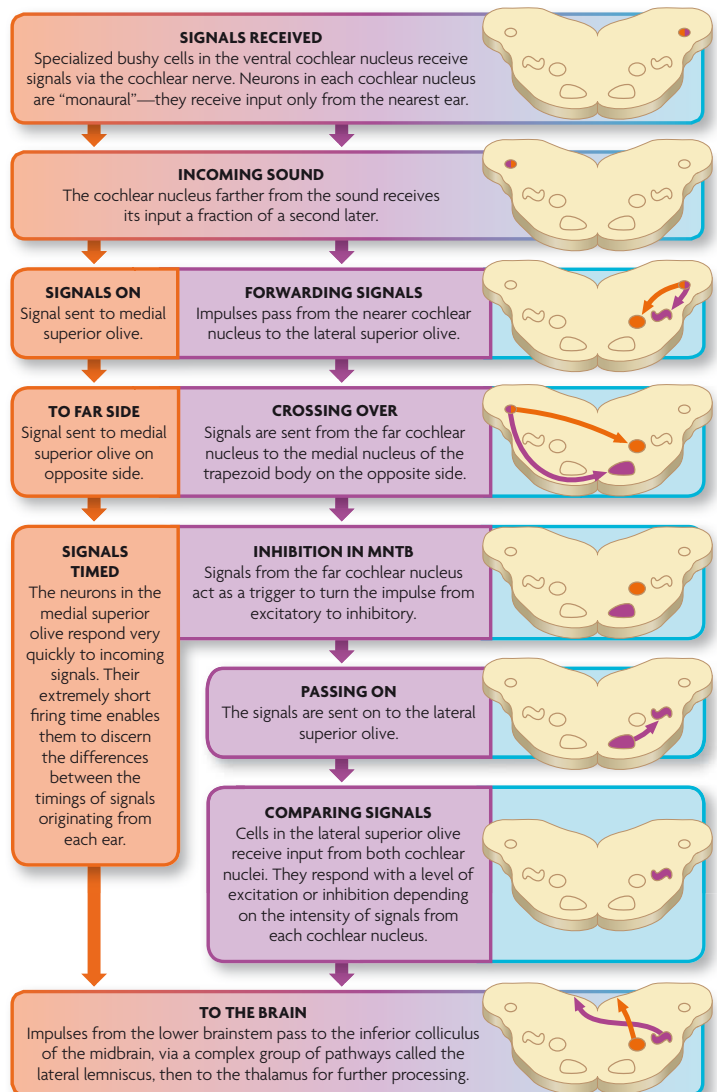 SIGNALS RECEIVED
Specialized bushy cells in the ventral cochlear nucleus receive
signals via the cochlear nerve. Neurons in each cochlear nucleus
are “monaural”—they receive input only from the nearest ear.
INCOMING SOUND
The cochlear nucleus farther from the sound receives
its input a fraction of a second later.
SIGNALS ON
Signal sent to medial
superior olive.
FORWARDING SIGNALS
Impulses pass from the nearer cochlear
nucleus to the lateral superior olive.
TO FAR SIDE
Signal sent to medial
superior olive on
opposite side.
CROSSING OVER
Signals are sent from the far cochlear
nucleus to the medial nucleus of the
trapezoid body on the opposite side.
SIGNALS
TIMED
The neurons in the
medial superior
olive respond very
quickly to incoming
signals. Their
extremely short
firing time enables
them to discern
the differences
between the
timings of signals
originating from
each ear.
INHIBITION IN MNTB
Signals from the far cochlear nucleus
act as a trigger to turn the impulse from
excitatory to inhibitory.
PASSING ON
The signals are sent on to the lateral
superior olive.
COMPARING SIGNALS
Cells in the lateral superior olive
receive input from both cochlear
nuclei. They respond with a level of
excitation or inhibition depending
on the intensity of signals from
each cochlear nucleus.
TO THE BRAIN
Impulses from the lower brainstem pass to the inferior colliculus
of the midbrain, via a complex group of pathways called the
lateral lemniscus, then to the thalamus for further processing.